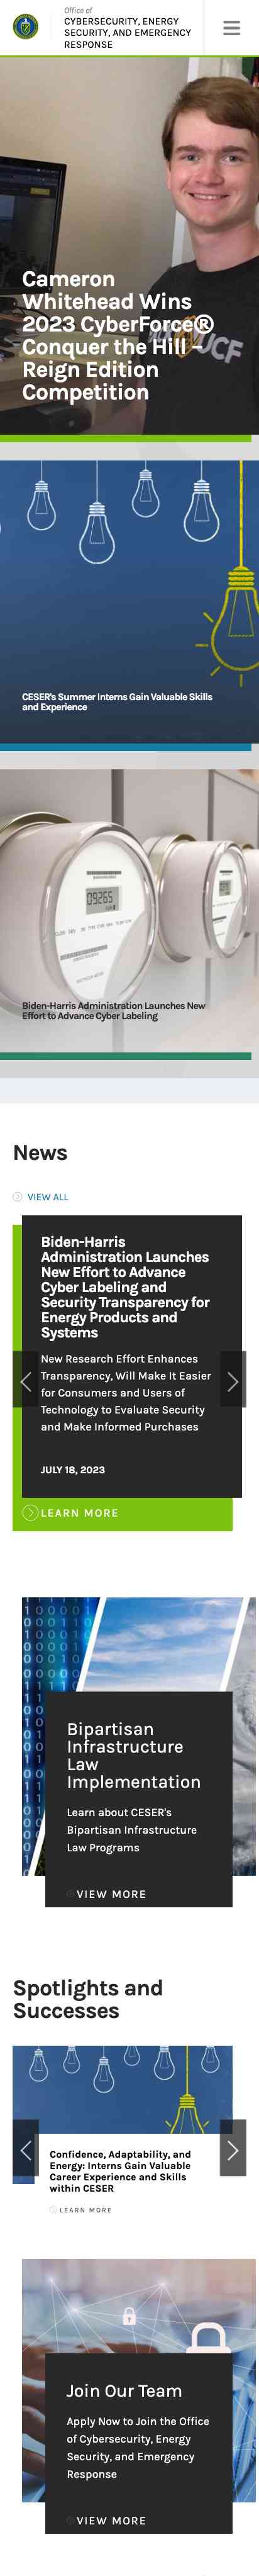 Office of
CYBERSECURITY, ENERGY
SECURITY, AND EMERGENCY
RESPONSE
Cameron
Whitehead Wins
2023 CyberForce®
Conquer the Hill –
Reign Edition
Competition
UCF
CESER's Summer Interns Gain Valuable Skills
and Experience
09265
Biden-Harris Administration Launches New
Effort to Advance Cyber Labeling
News
VIEW ALL
Biden-Harris
Administration Launches
New Effort to Advance
Cyber Labeling and
Security Transparency for
Energy Products and
Systems
New Research Effort Enhances
Transparency, Will Make It Easier
for Consumers and Users of
Technology to Evaluate Security
and Make Informed Purchases
JULY 18, 2023
LEARN MORE
Bipartisan
Infrastructure
Law
Implementation
Learn about CESER's
Bipartisan Infrastructure
Law Programs
VIEW MORE
Spotlights and
Successes
Confidence, Adaptability, and
Energy: Interns Gain Valuable
Career Experience and Skills
within CESER
LEARN MORE
Join Our Team
Apply Now to Join the Office
of Cybersecurity, Energy
Security, and Emergency
Response
VIEW MORE